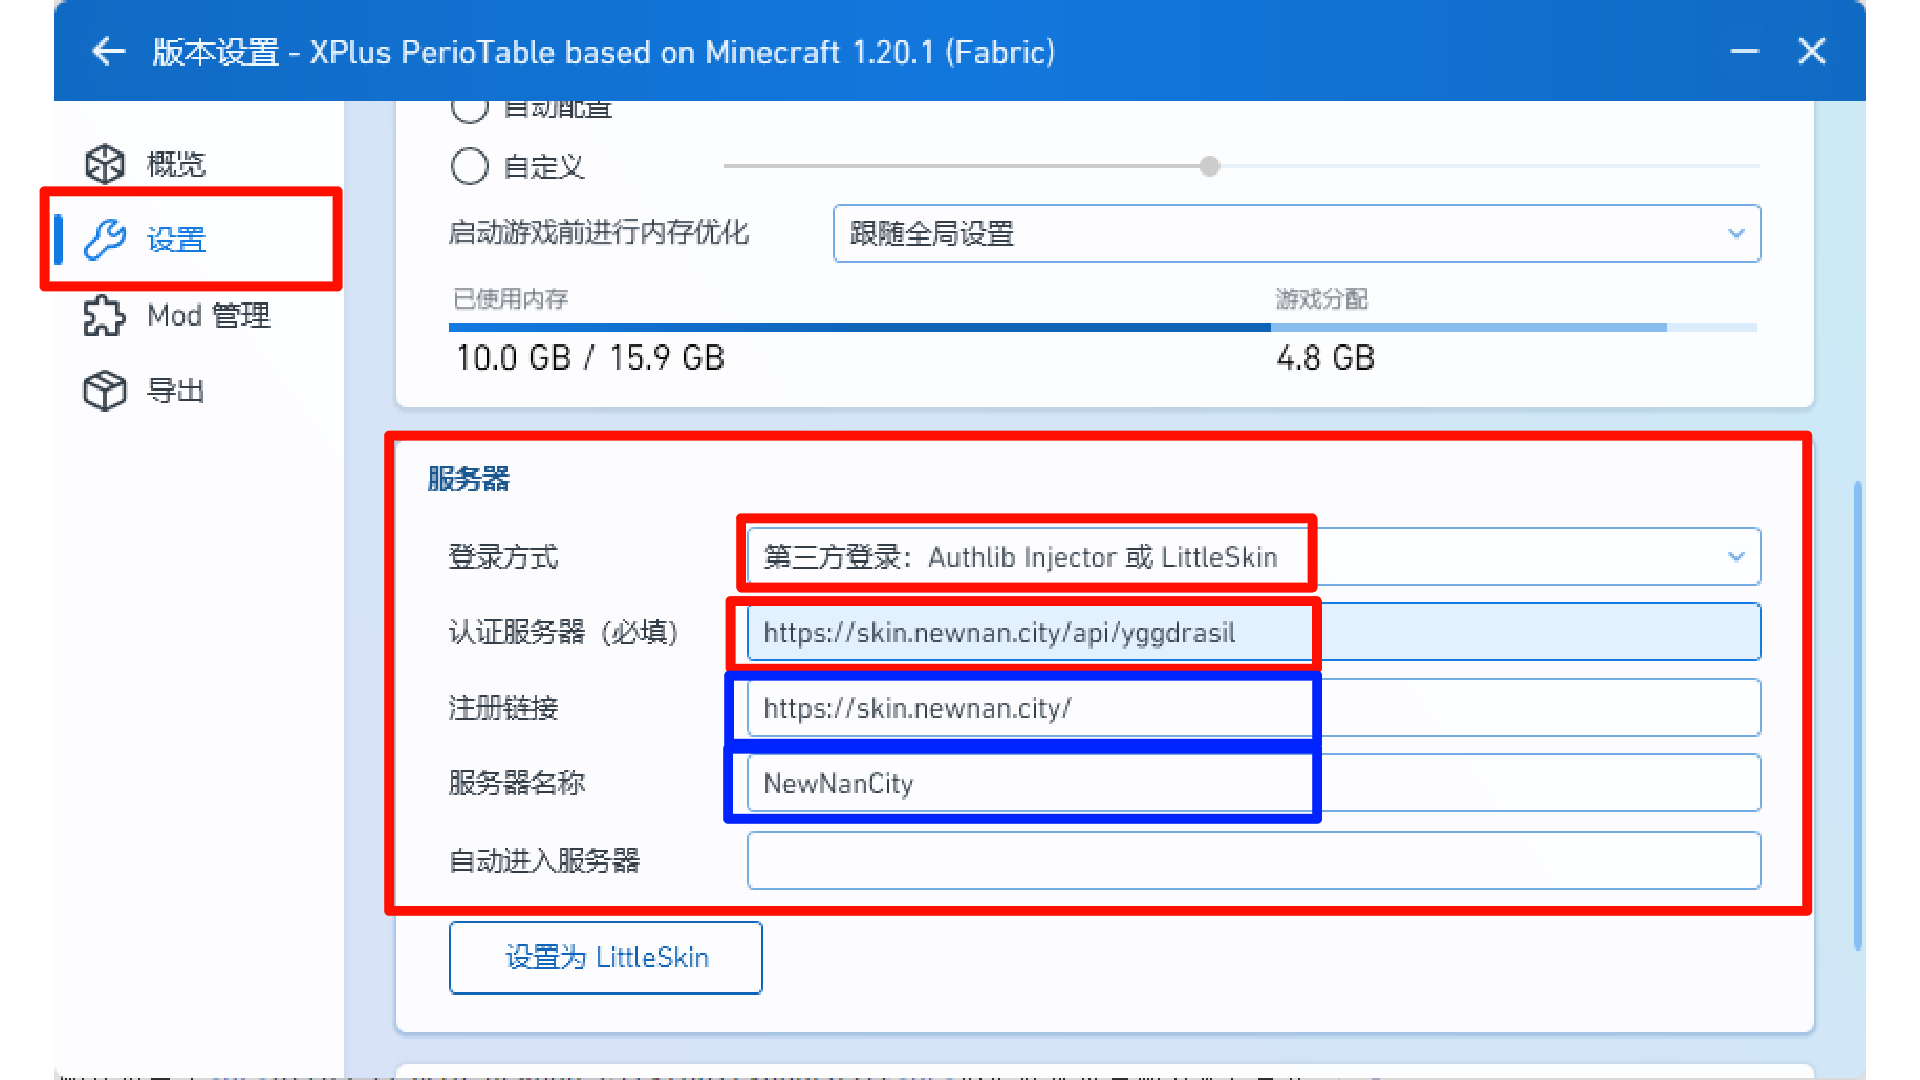 版本设置 - XPlus PerioTable based on Minecraft 1.20.1 (Fabric)
概览
设置
Mod 管理
导出
自动配置
自定义
启动游戏前进行内存优化
跟随全局设置
已使用内存
游戏分配
10.0 GB / 15.9 GB
4.8 GB
服务器
登录方式
第三方登录：Authlib Injector 或 LittleSkin
认证服务器（必填）
https://skin.newnan.city/api/yggdrasil
注册链接
https://skin.newnan.city/
服务器名称
NewNanCity
自动进入服务器
设置为 LittleSkin